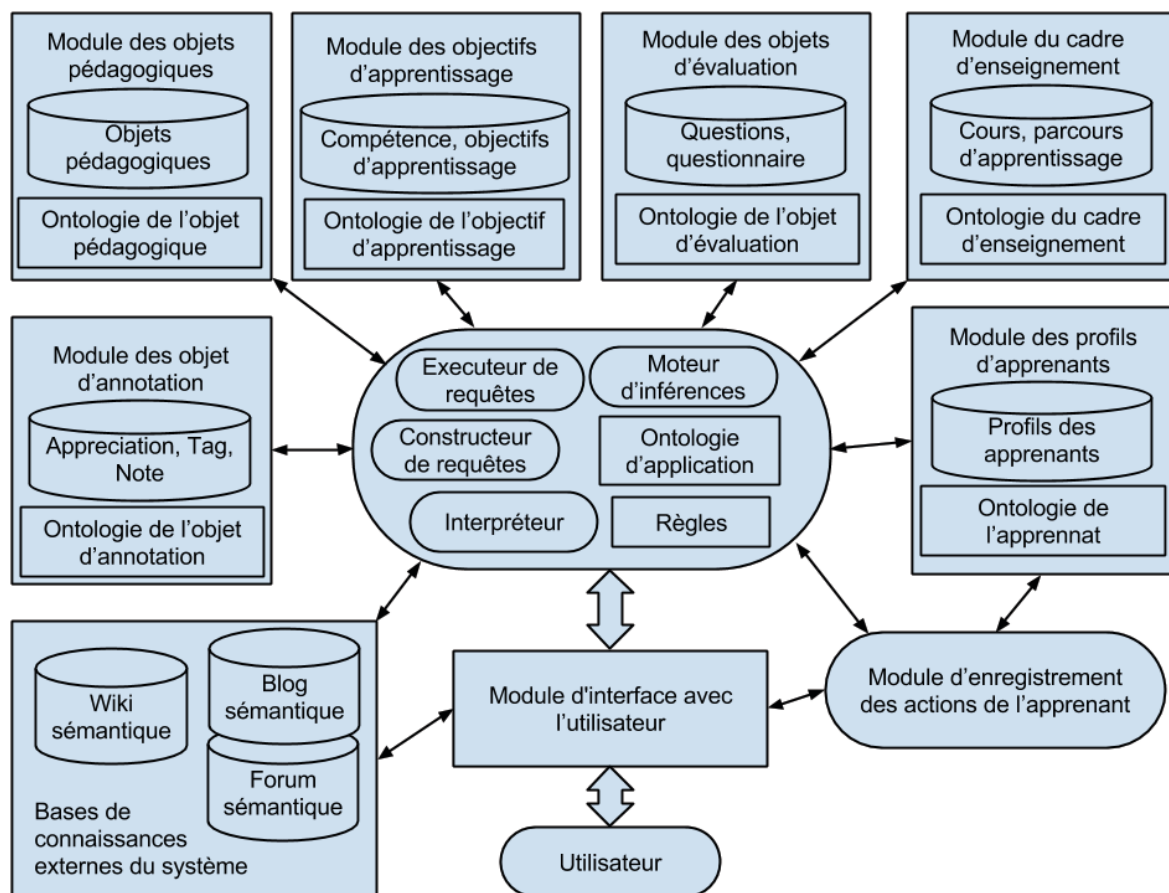 Module des objets
pédagogiques
Objets
pédagogiques
Ontologie de l'objet
pédagogique
Module des objectifs
d'apprentissage
Compétence, objectifs
d'apprentissage
Ontologie de l'objectif
d'apprentissage
Module des objets
d'évaluation
Questions,
questionnaire
Ontologie de l'objet
d'évaluation
Module du cadre
d'enseignement
Cours, parcours
d'apprentissage
Ontologie du cadre
d'enseignement
Module des objet
d'annotation
Appreciation, Tag,
Note
Ontologie de l'objet
d'annotation
Executeur de
requêtes
Moteur
d'inférences
Constructeur
de requêtes
Ontologie
d'application
Interpréteur
Règles
Module des profils
d'apprenants
Profils des
apprenants
Ontologie de
l'apprennat
Wiki
sémantique
Blog
sémantique
Forum
sémantique
Bases de
connaissances
externes du système
Module d'interface avec
l'utilisateur
Module d'enregistrement
des actions de l'apprenant
Utilisateur